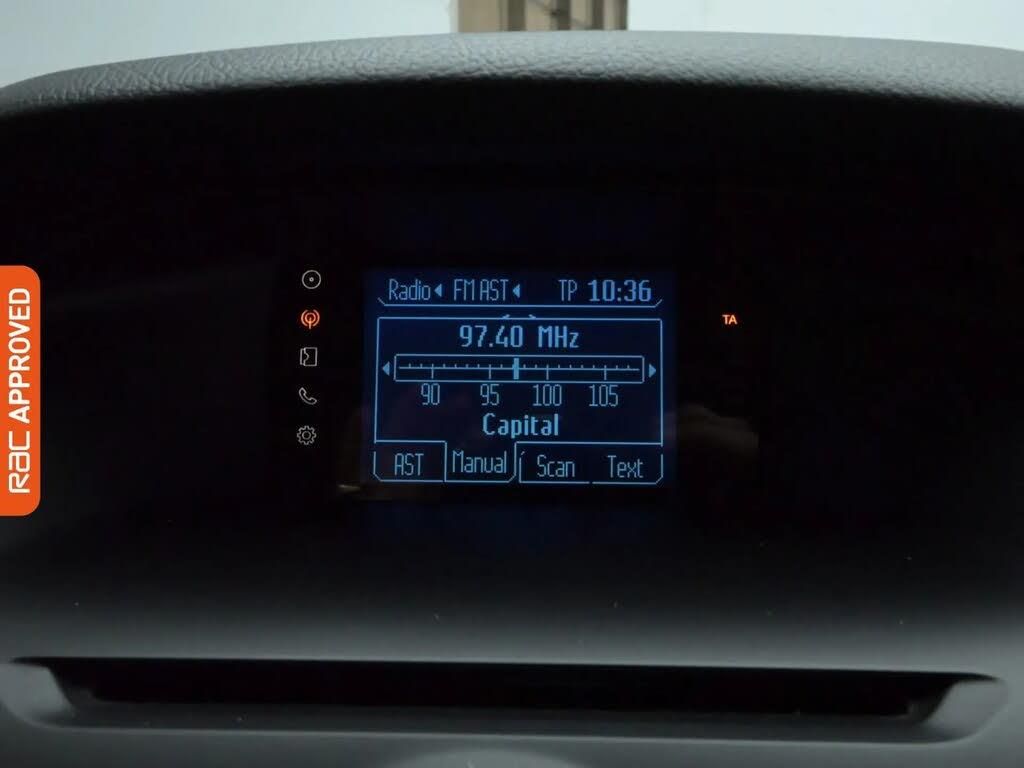 Radio FM AST TP 10:36
97.40 MHz
90 95 100 105
Capital
AST Manual Scan Text
TA
RAC APPROVED